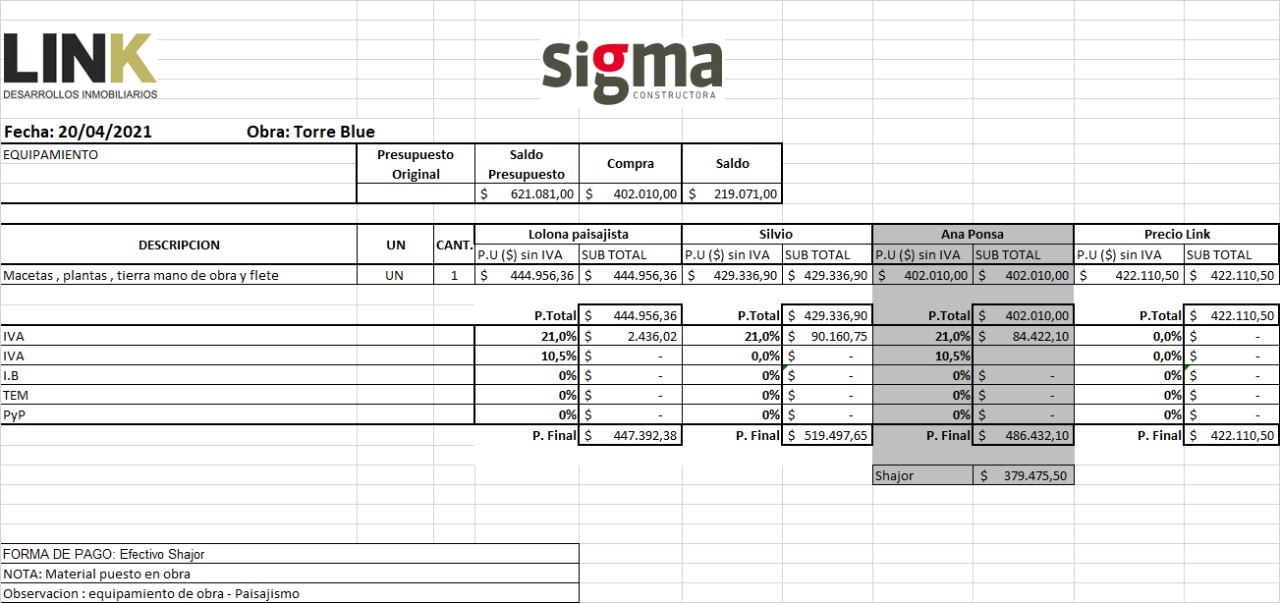 LINK
DESARROLLOS INMOBILIARIOS
sigma
CONSTRUCTORA
Fecha: 20/04/2021 Obra: Torre Blue
EQUIPAMIENTO Presupuesto Original Saldo Presupuesto Compra Saldo
$ 621.081,00 $ 402.010,00 $ 219.071,00
DESCRIPCION UN CANT. Lolona paisajista Silvio Ana Ponsa Precio Link
P.U ($) sin IVA SUB TOTAL P.U ($) sin IVA SUB TOTAL P.U ($) sin IVA SUB TOTAL P.U ($) sin IVA SUB TOTAL
Macetas , plantas , tierra mano de obra y flete UN 1 $ 444.956,36 $ 444.956,36 $ 429.336,90 $ 429.336,90 $ 402.010,00 $ 402.010,00 $ 422.110,50 $ 422.110,50
P.Total $ 444.956,36 P.Total $ 429.336,90 P.Total $ 402.010,00 P.Total $ 422.110,50
IVA 21,0% $ 2.436,02 21,0% $ 90.160,75 21,0% $ 84.422,10 0,0% $ -
IVA 10,5% $ - 0,0% $ - 10,5% 0,0% $ -
I.B 0% $ - 0% $ - 0% $ - 0% $ -
TEM 0% $ - 0% $ - 0% $ - 0% $ -
PyP 0% $ - 0% $ - 0% $ - 0% $ -
P. Final $ 447.392,38 P. Final $ 519.497,65 P. Final $ 486.432,10 P. Final $ 422.110,50
Shajor $ 379.475,50
FORMA DE PAGO: Efectivo Shajor
NOTA: Material puesto en obra
Observacion : equipamiento de obra - Paisajismo